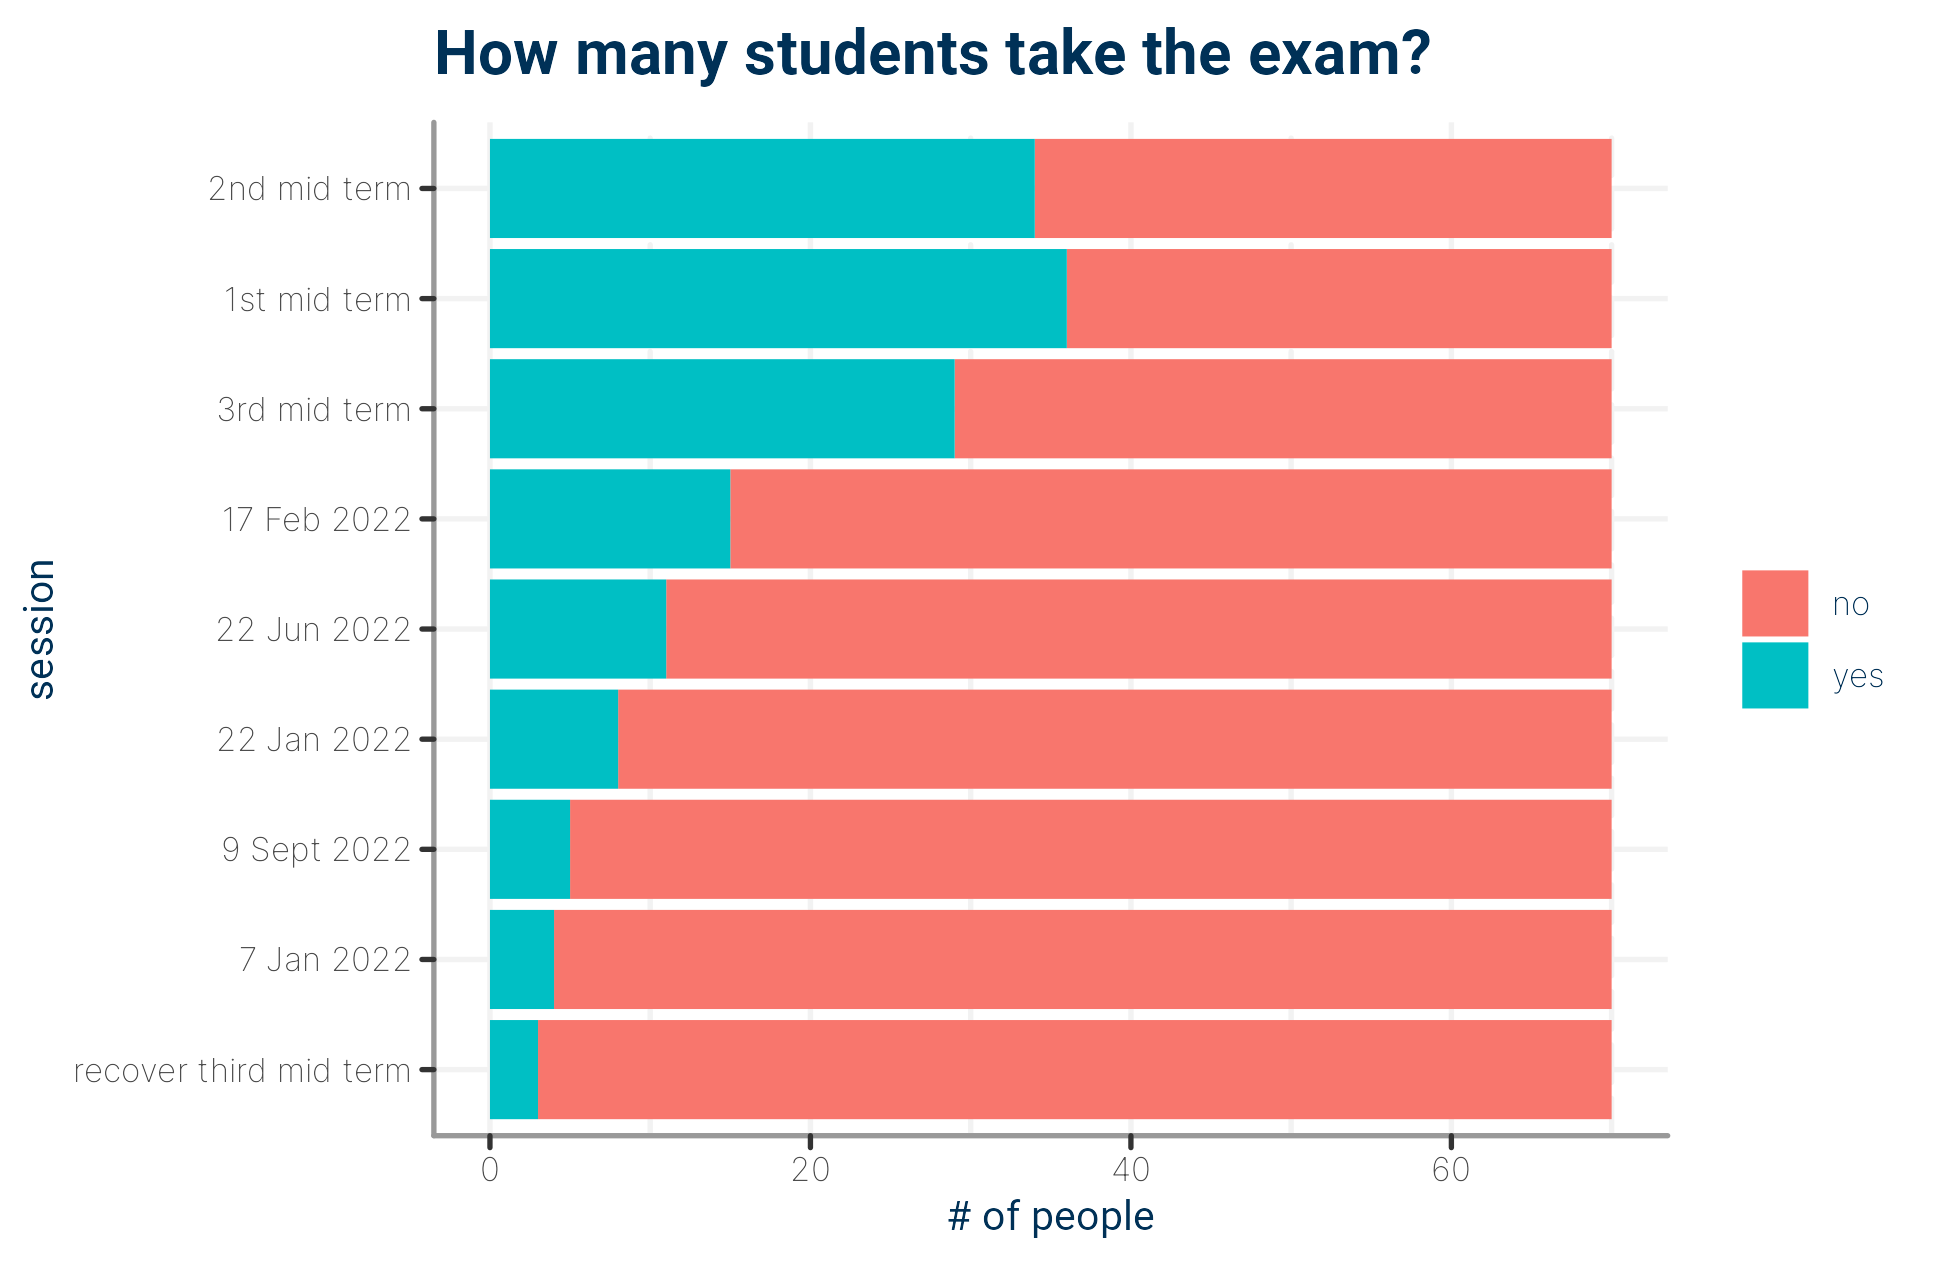 How many students take the exam?
2nd mid term
1st mid term
3rd mid term
17 Feb 2022
22 Jun 2022
22 Jan 2022
9 Sept 2022
7 Jan 2022
recover third mid term
session
0 20 40 60
# of people
no
yes